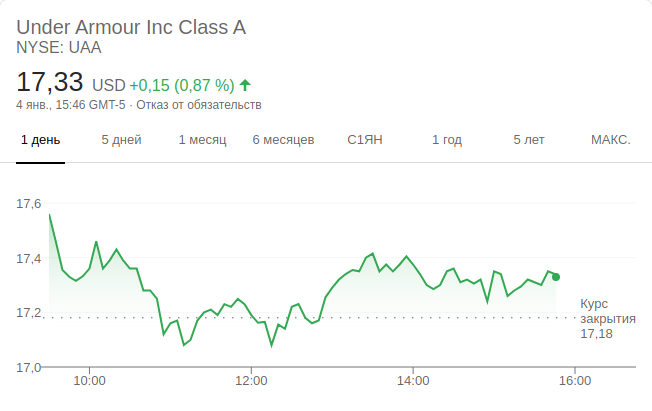 Under Armour Inc Class A
NYSE: UAA
17,33 USD +0,15 (0,87 %)
4 янв., 15:46 GMT-5 · Отказ от обязательств
1 день 5 дней 1 месяц 6 месяцев С1ЯН 1 год 5 лет МАКС.
17,6
17,4
17,2
17,0
Курс
закрытия
17,18
10:00 12:00 14:00 16:00